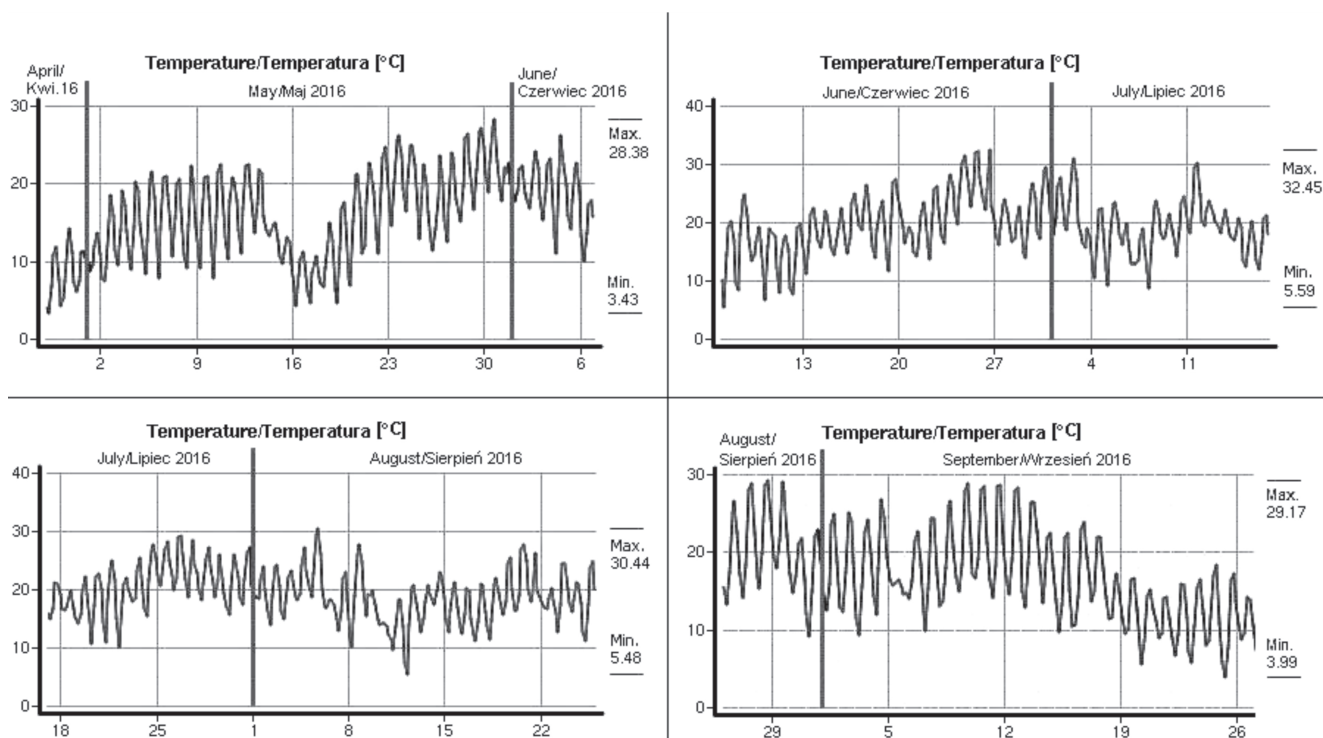 Temperature/Temperatura [°C]
April/
Kwi.16
May/Maj 2016
June/
Czerwiec 2016
30
20
10
0
Max.
28.38
Min.
3.43
2
9
16
23
30
6
Temperature/Temperatura [°C]
June/Czerwiec 2016
July/Lipiec 2016
40
30
20
10
0
Max.
32.45
Min.
5.59
13
20
27
4
11
Temperature/Temperatura [°C]
July/Lipiec 2016
August/Sierpień 2016
40
30
20
10
0
Max.
30.44
Min.
5.48
18
25
1
8
15
22
Temperature/Temperatura [°C]
August/
Sierpień 2016
September/Wrzesień 2016
30
20
10
0
Max.
29.17
Min.
3.99
29
5
12
19
26